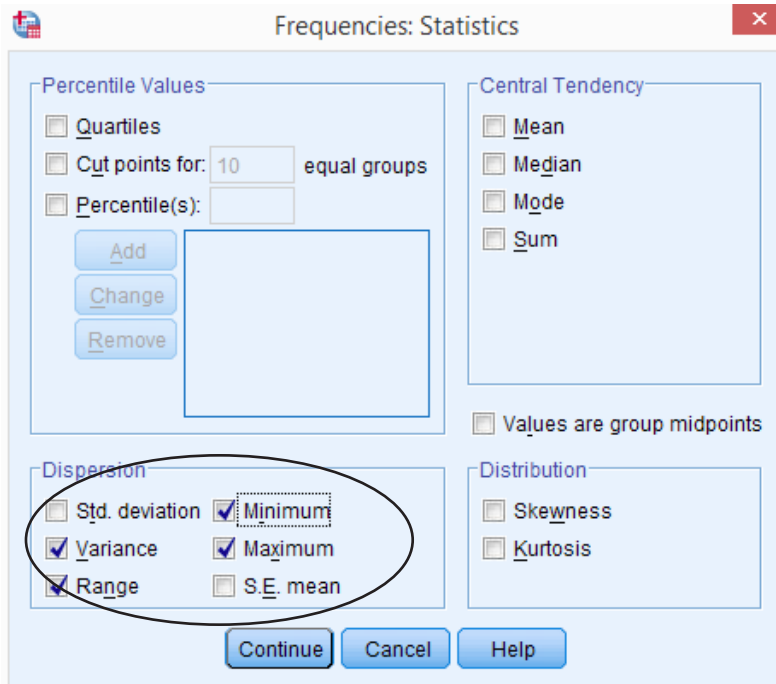 Frequencies: Statistics
Percentile Values
Quartiles
Cut points for: 10 equal groups
Percentile(s):
Add
Change
Remove
Central Tendency
Mean
Median
Mode
Sum
Values are group midpoints
Dispersion
Std. deviation Minimum
Variance Maximum
Range S.E. mean
Distribution
Skewness
Kurtosis
Continue Cancel Help